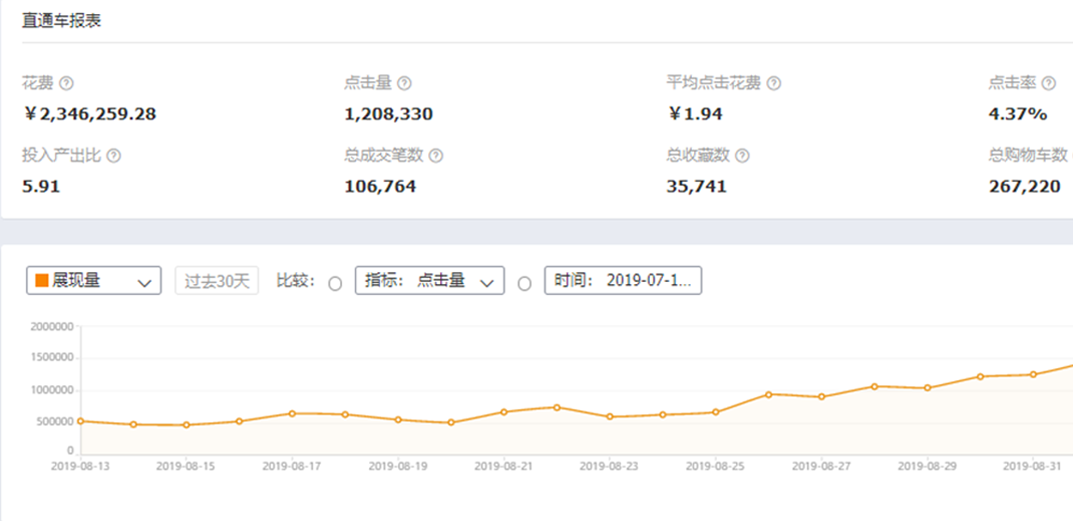 直通车报表
花费 点击量 平均点击花费 点击率
￥2,346,259.28 1,208,330 ￥1.94 4.37%
投入产出比 总成交笔数 总收藏数 总购物车数
5.91 106,764 35,741 267,220
展现量 过去30天 比较： 指标： 点击量 时间： 2019-07-1...
2000000
1500000
1000000
500000
0
2019-08-13 2019-08-15 2019-08-17 2019-08-19 2019-08-21 2019-08-23 2019-08-25 2019-08-27 2019-08-29 2019-08-31